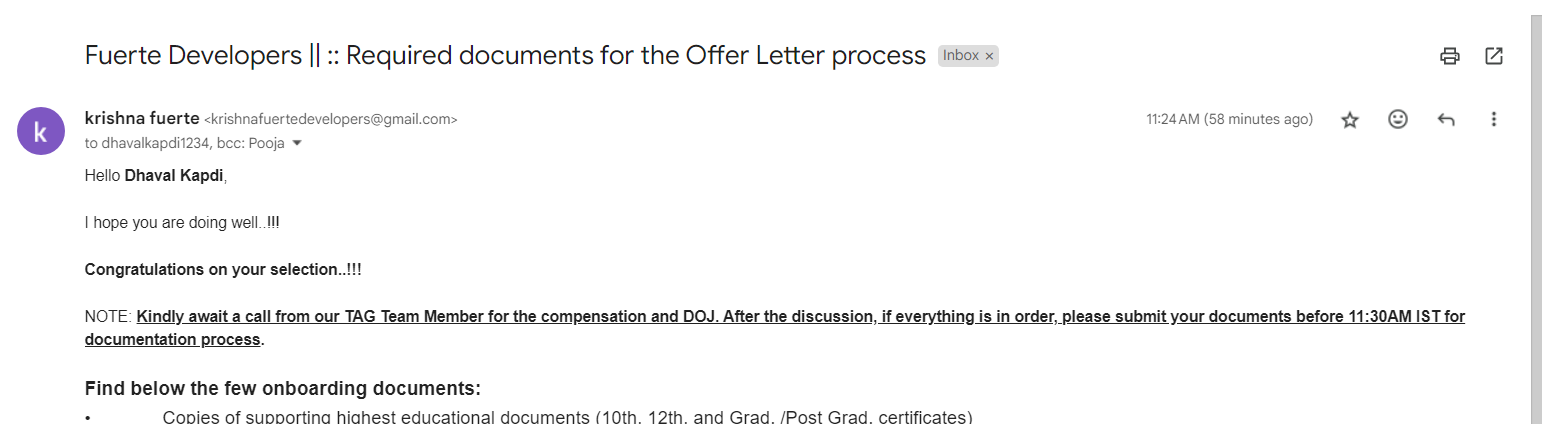 Fuerte Developers || :: Required documents for the Offer Letter process Inbox ×
krishna fuerte <krishnafuertedevelopers@gmail.com> 11:24 AM (58 minutes ago)
k
to dhavalkapdi1234, bcc: Pooja
Hello Dhaval Kapdi,
I hope you are doing well..!!!
Congratulations on your selection..!!!
NOTE: Kindly await a call from our TAG Team Member for the compensation and DOJ. After the discussion, if everything is in order, please submit your documents before 11:30AM IST for
documentation process.
Find below the few onboarding documents:
• Copies of supporting highest educational documents (10th, 12th, and Grad, /Post Grad, certificates)